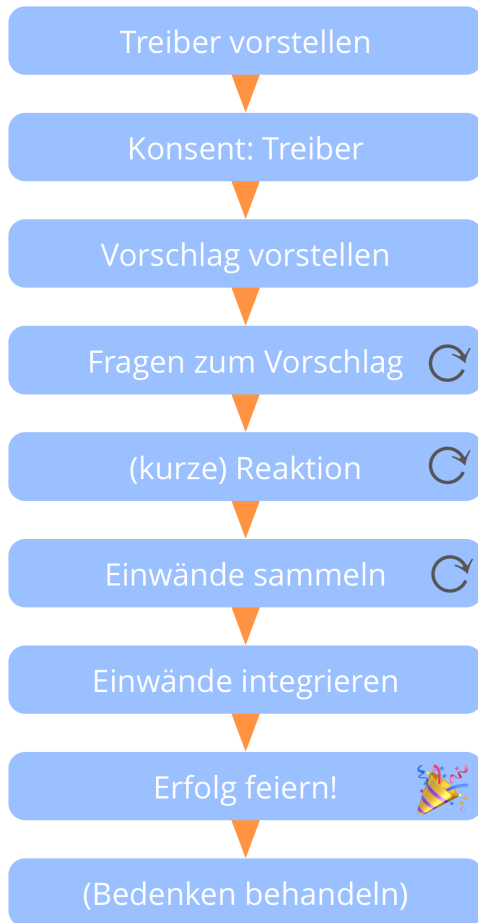 Treiber vorstellen
Konsent: Treiber
Vorschlag vorstellen
Fragen zum Vorschlag
(kurze) Reaktion
Einwände sammeln
Einwände integrieren
Erfolg feiern!
(Bedenken behandeln)